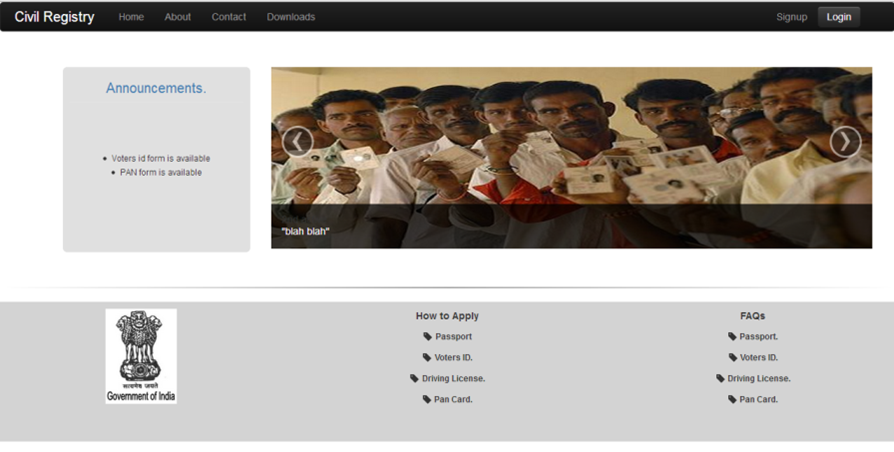 Civil Registry Home About Contact Downloads Signup Login
Announcements.
Voters id form is available
PAN form is available
"blah blah"
सत्यमेव जयते
Government of India
How to Apply
Passport
Voters ID.
Driving License.
Pan Card.
FAQs
Passport.
Voters ID.
Driving License.
Pan Card.